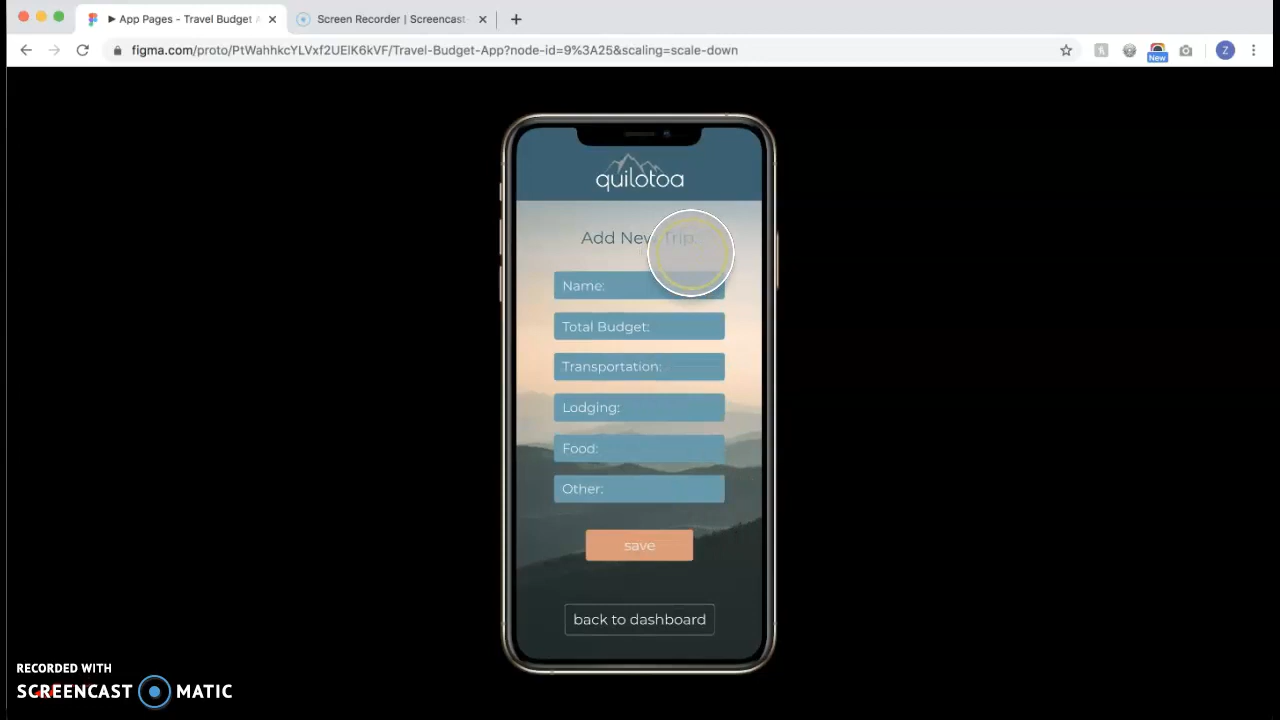 ▶ App Pages - Travel Budget A
Screen Recorder | Screencast-
figma.com/proto/PtWahhkcYLVxf2UElK6kVF/Travel-Budget-App?node-id=9%3A25&scaling=scale-down
New
Z
quilotoa
Add New Trip
Name:
Total Budget:
Transportation:
Lodging:
Food:
Other:
save
back to dashboard
RECORDED WITH
SCREENCAST MATIC